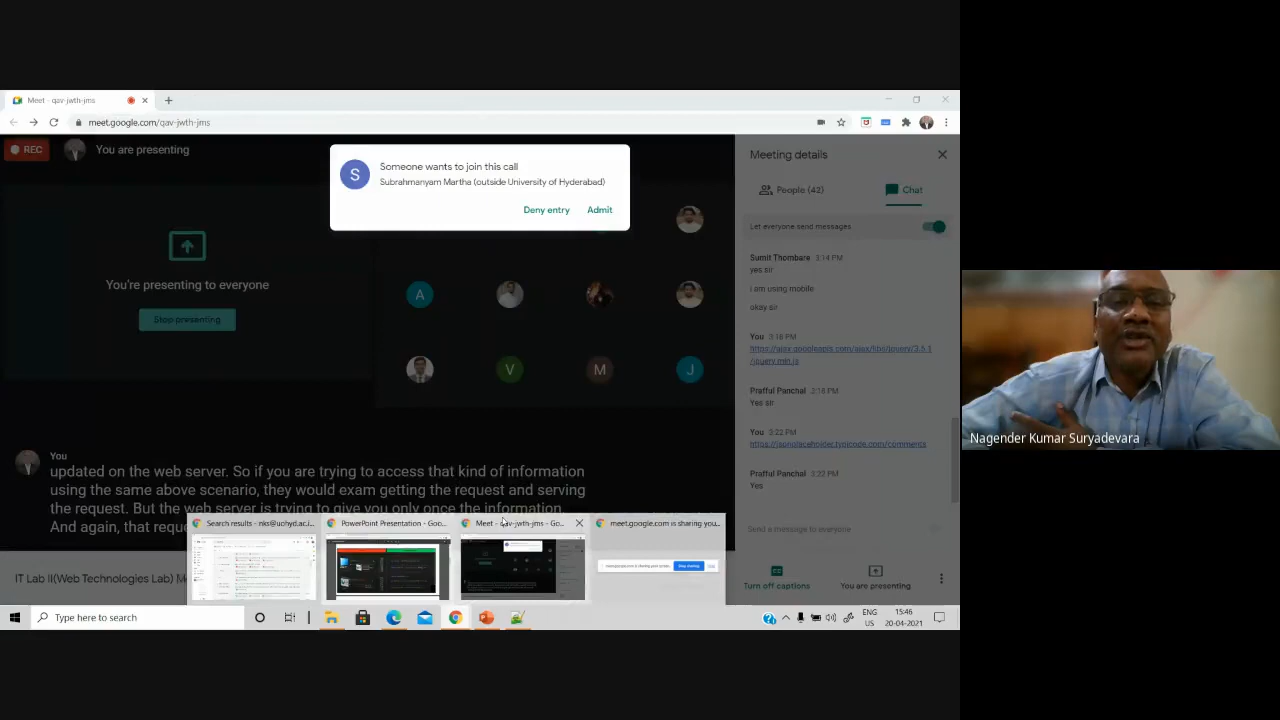 Meet - qav-jwth-jms
meet.google.com/qav-jwth-jms
REC
You are presenting
Someone wants to join this call
S
Subrahmanyam Martha (outside University of Hyderabad)
Deny entry
Admit
You're presenting to everyone
Stop presenting
A
V
M
J
Meeting details
People (42)
Chat
Let everyone send messages
Sumit Thombare 3:14 PM
yes sir
i am using mobile
okay sir
You 3:18 PM
https://ajax.googleapis.com/ajax/libs/jquery/3.5.1
/jquery.min.js
Prafful Panchal 3:18 PM
Yes sir
You 3:22 PM
https://jsonplaceholder.typicode.com/comments
Prafful Panchal 3:22 PM
Yes
Send a message to everyone
You
updated on the web server. So if you are trying to access that kind of information
using the same above scenario, they would exam getting the request and serving
the request. But the web server is trying to give you only once the information.
And again, that reque
Search results - nks@uohyd.ac.i...
PowerPoint Presentation - Goo...
Meet - qav-jwth-jms - Go...
meet.google.com is sharing you...
Stop sharing
IT Lab II(Web Technologies Lab) M
Turn off captions
You are presenting
Type here to search
ENG
US
15:46
20-04-2021
Nagender Kumar Suryadevara